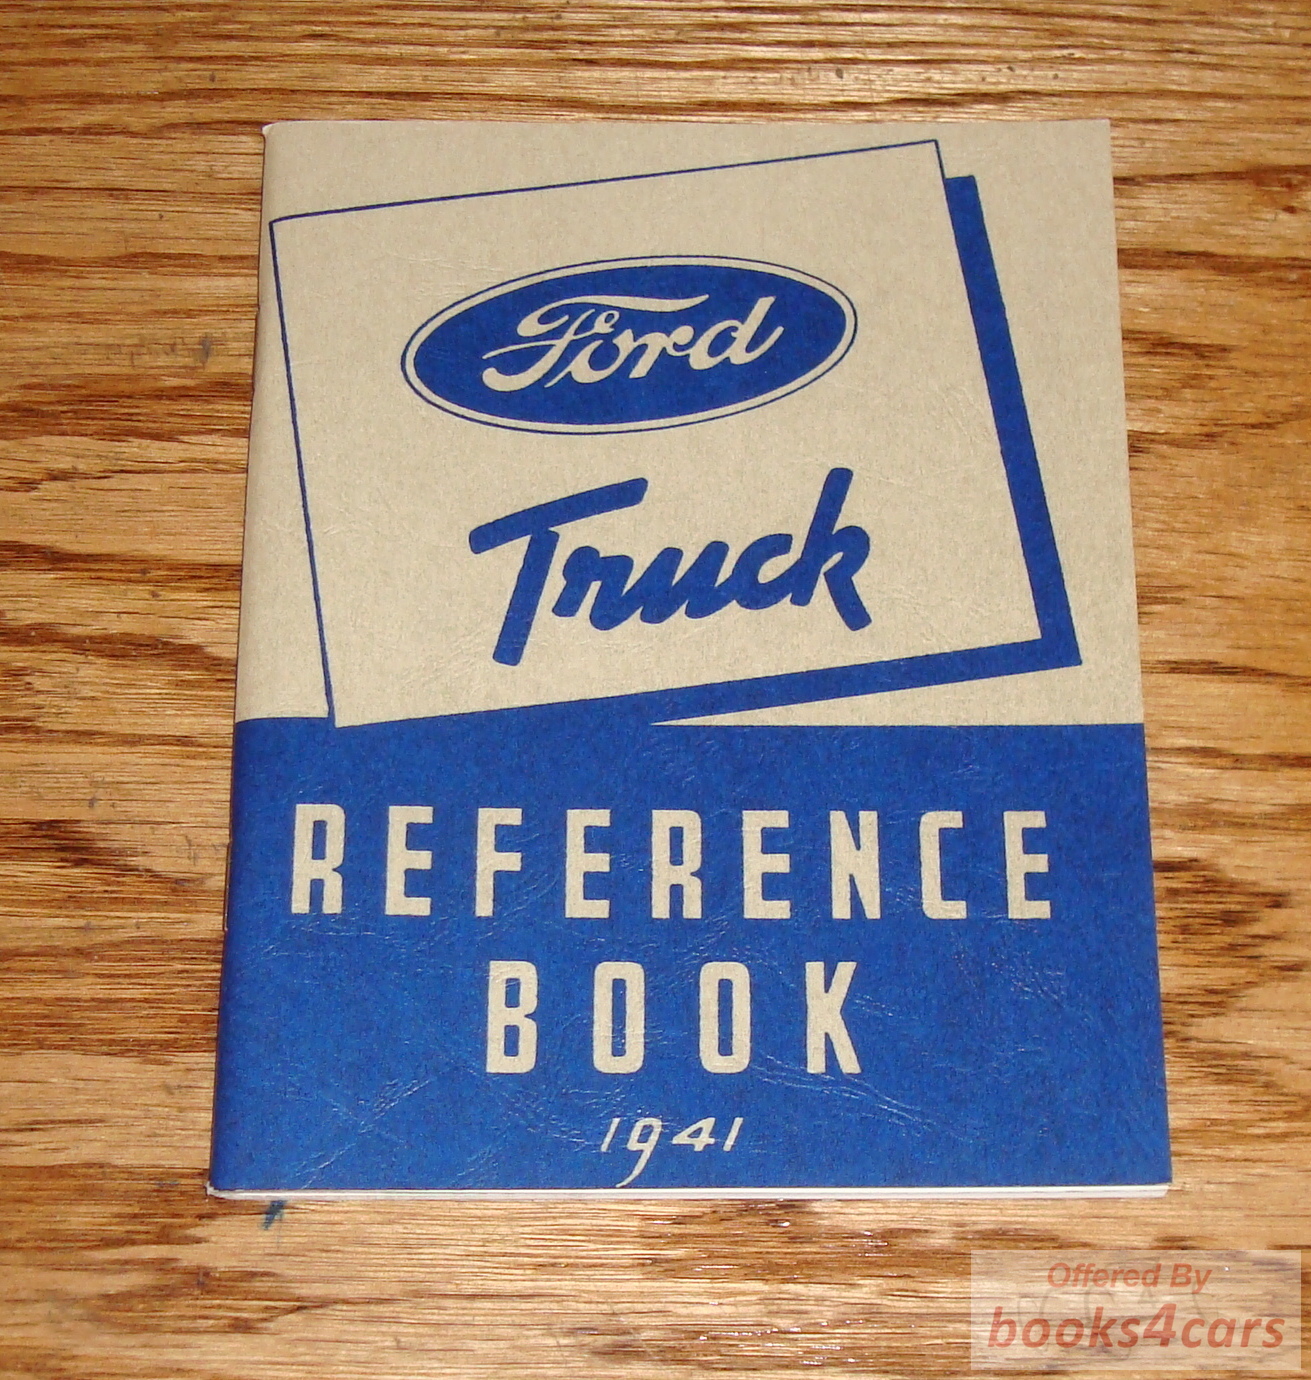 Ford
Truck
REFERENCE
BOOK
1941
Offered By
books4cars